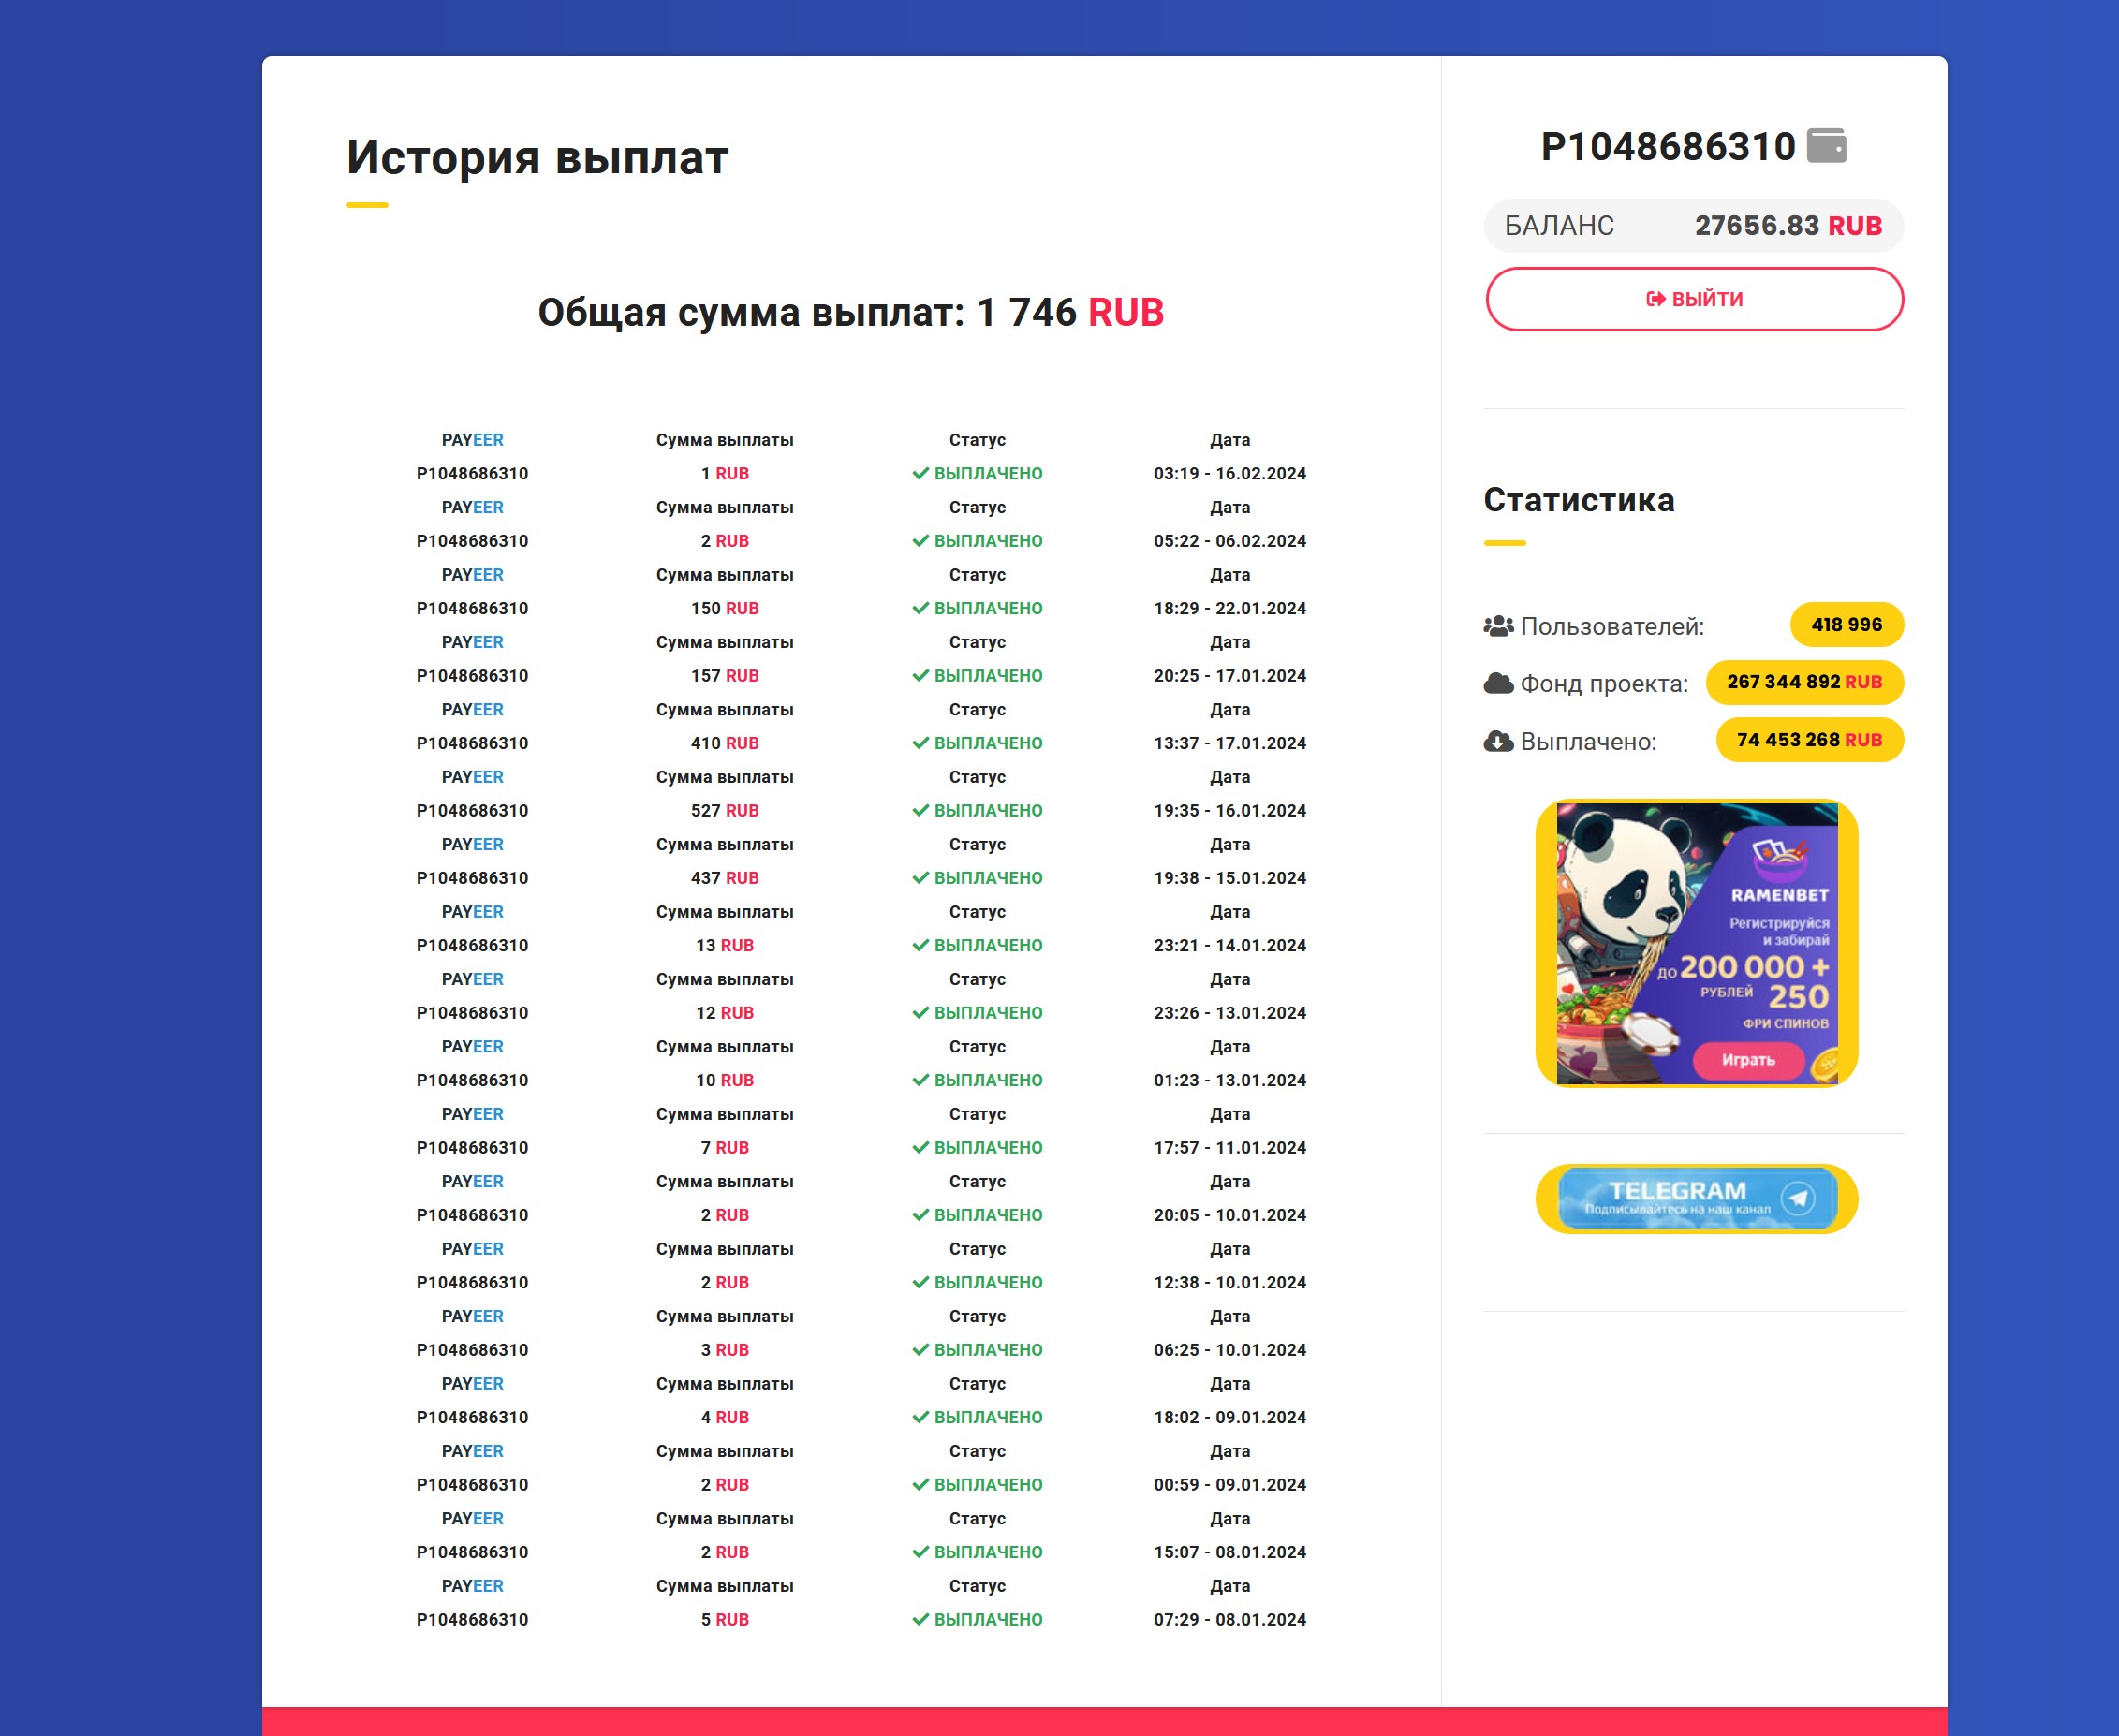 История выплат
Общая сумма выплат: 1 746 RUB
PAYEER Сумма выплаты Статус Дата
P1048686310 1 RUB ВЫПЛАЧЕНО 03:19 - 16.02.2024
PAYEER Сумма выплаты Статус Дата
P1048686310 2 RUB ВЫПЛАЧЕНО 05:22 - 06.02.2024
PAYEER Сумма выплаты Статус Дата
P1048686310 150 RUB ВЫПЛАЧЕНО 18:29 - 22.01.2024
PAYEER Сумма выплаты Статус Дата
P1048686310 157 RUB ВЫПЛАЧЕНО 20:25 - 17.01.2024
PAYEER Сумма выплаты Статус Дата
P1048686310 410 RUB ВЫПЛАЧЕНО 13:37 - 17.01.2024
PAYEER Сумма выплаты Статус Дата
P1048686310 527 RUB ВЫПЛАЧЕНО 19:35 - 16.01.2024
PAYEER Сумма выплаты Статус Дата
P1048686310 437 RUB ВЫПЛАЧЕНО 19:38 - 15.01.2024
PAYEER Сумма выплаты Статус Дата
P1048686310 13 RUB ВЫПЛАЧЕНО 23:21 - 14.01.2024
PAYEER Сумма выплаты Статус Дата
P1048686310 12 RUB ВЫПЛАЧЕНО 23:26 - 13.01.2024
PAYEER Сумма выплаты Статус Дата
P1048686310 10 RUB ВЫПЛАЧЕНО 01:23 - 13.01.2024
PAYEER Сумма выплаты Статус Дата
P1048686310 7 RUB ВЫПЛАЧЕНО 17:57 - 11.01.2024
PAYEER Сумма выплаты Статус Дата
P1048686310 2 RUB ВЫПЛАЧЕНО 20:05 - 10.01.2024
PAYEER Сумма выплаты Статус Дата
P1048686310 2 RUB ВЫПЛАЧЕНО 12:38 - 10.01.2024
PAYEER Сумма выплаты Статус Дата
P1048686310 3 RUB ВЫПЛАЧЕНО 06:25 - 10.01.2024
PAYEER Сумма выплаты Статус Дата
P1048686310 4 RUB ВЫПЛАЧЕНО 18:02 - 09.01.2024
PAYEER Сумма выплаты Статус Дата
P1048686310 2 RUB ВЫПЛАЧЕНО 00:59 - 09.01.2024
PAYEER Сумма выплаты Статус Дата
P1048686310 2 RUB ВЫПЛАЧЕНО 15:07 - 08.01.2024
PAYEER Сумма выплаты Статус Дата
P1048686310 5 RUB ВЫПЛАЧЕНО 07:29 - 08.01.2024
P1048686310
БАЛАНС 27656.83 RUB
ВЫЙТИ
Статистика
Пользователей: 418 996
Фонд проекта: 267 344 892 RUB
Выплачено: 74 453 268 RUB
RAMENBET
Регистрируйся
и забирай
до 200 000 +
РУБЛЕЙ 250
ФРИ СПИНОВ
Играть
TELEGRAM
Подписывайтесь на наш канал